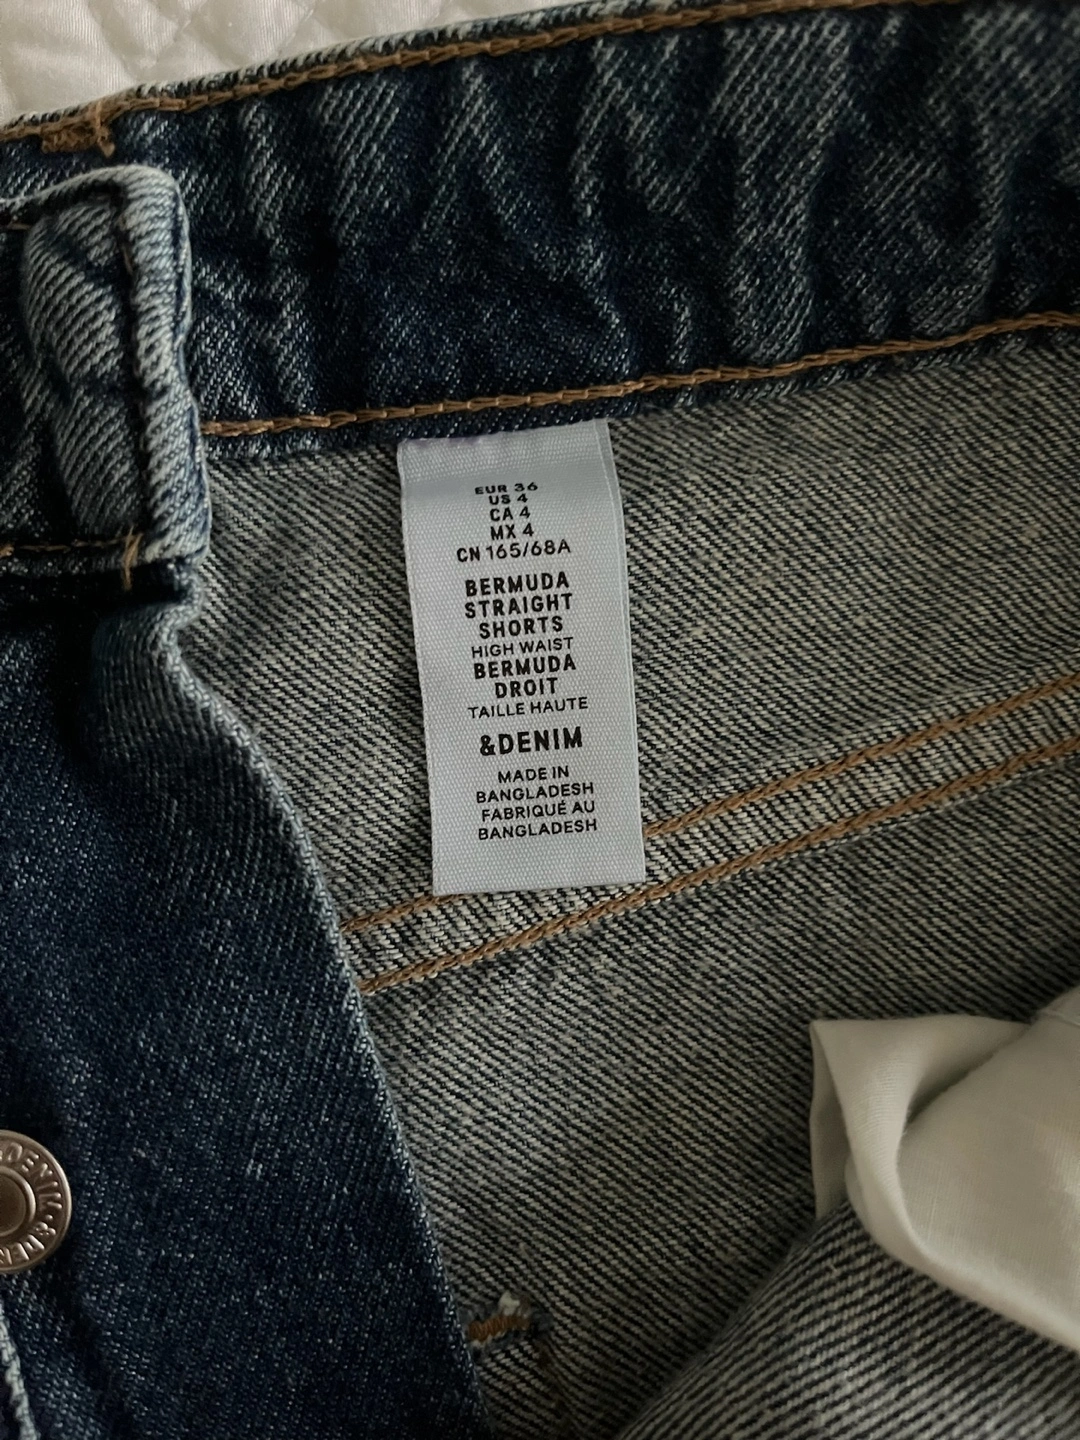 EUR 36
US 4
CA 4
MX 4
CN 165/68A
BERMUDA
STRAIGHT
SHORTS
HIGH WAIST
BERMUDA
DROIT
TAILLE HAUTE
&DENIM
MADE IN
BANGLADESH
FABRIQUÉ AU
BANGLADESH